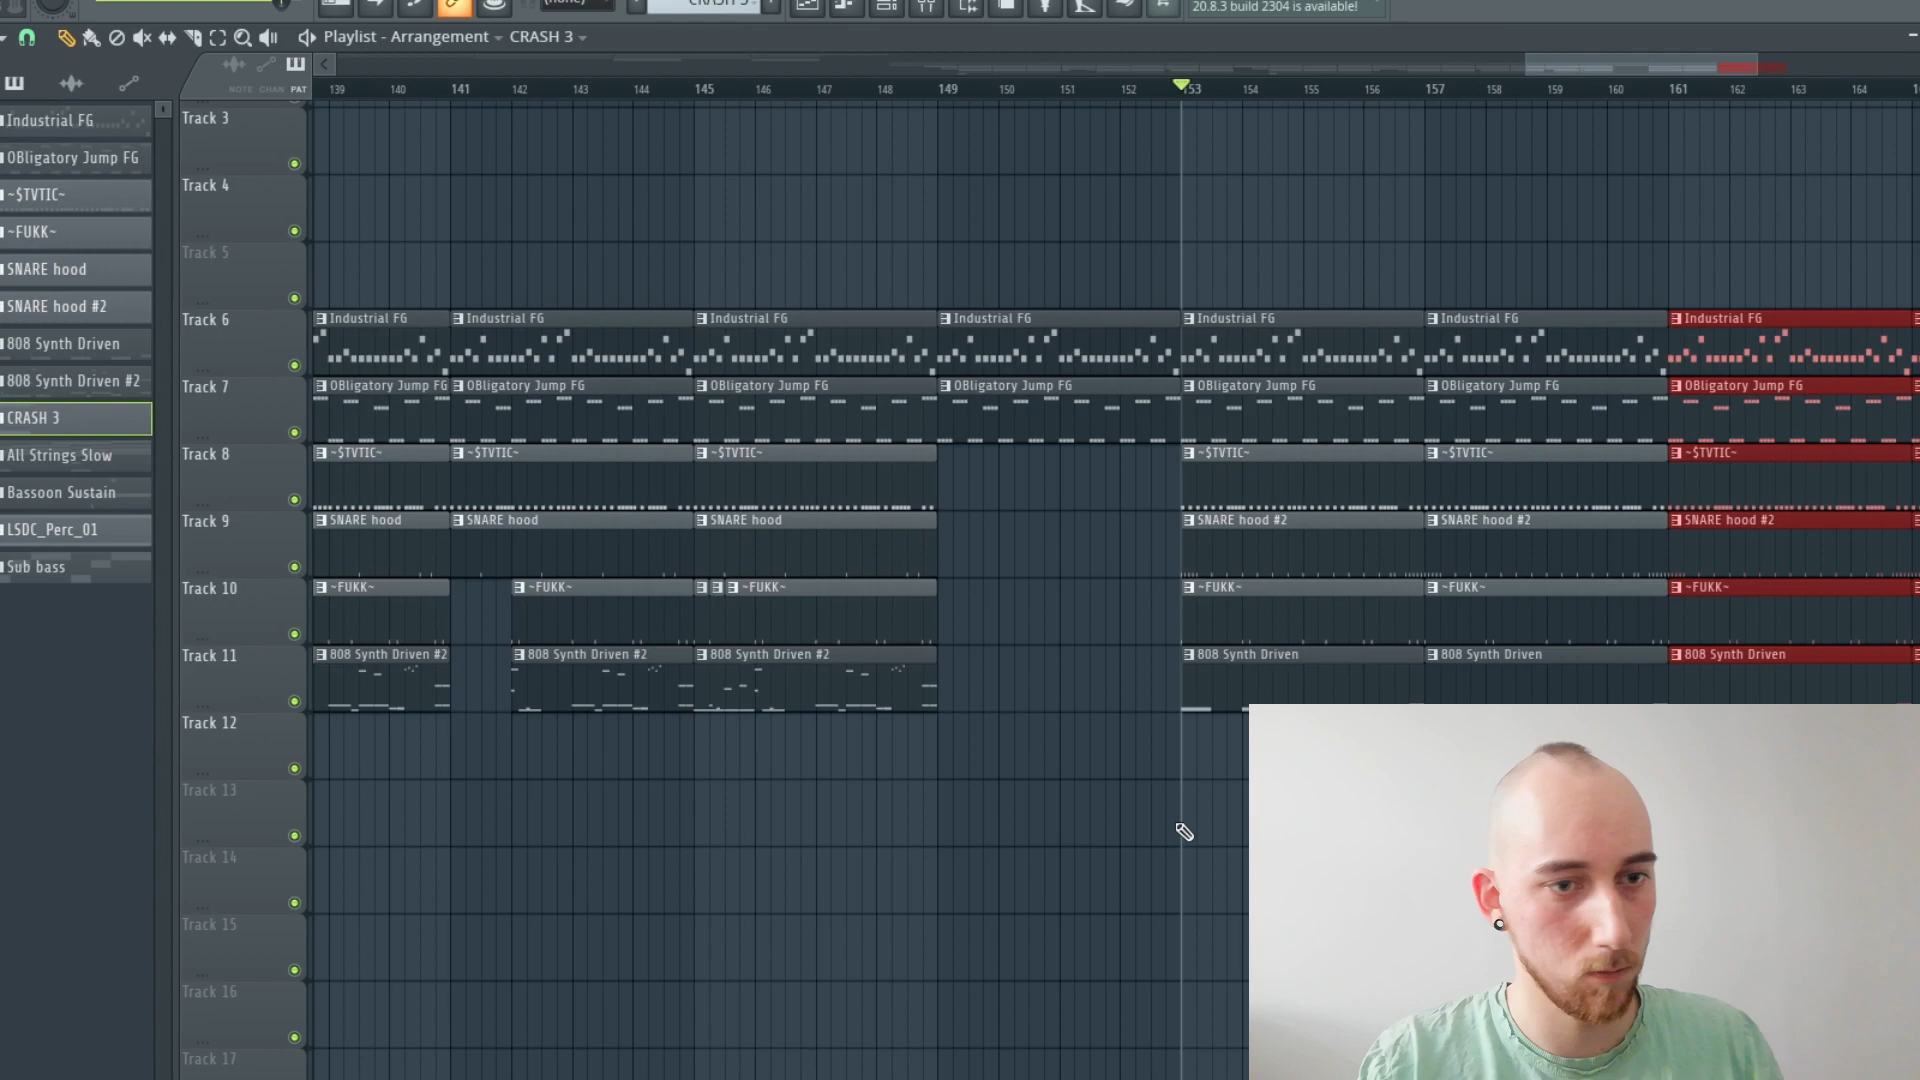 20.8.3 build 2304 is available!
Playlist - Arrangement CRASH 3
NOTE CHAN PAT
139 140 141 142 143 144 145 146 147 148 149 150 151 152 153 154 155 156 157 158 159 160 161 162 163 164
Industrial FG
OBligatory Jump FG
~$TVTIC~
~FUKK~
SNARE hood
SNARE hood #2
808 Synth Driven
808 Synth Driven #2
CRASH 3
All Strings Slow
Bassoon Sustain
LSDC_Perc_01
Sub bass
Track 3
Track 4
Track 5
Track 6
Industrial FG Industrial FG Industrial FG Industrial FG Industrial FG Industrial FG Industrial FG
Track 7
OBligatory Jump FG OBligatory Jump FG OBligatory Jump FG OBligatory Jump FG OBligatory Jump FG OBligatory Jump FG OBligatory Jump FG
Track 8
~$TVTIC~ ~$TVTIC~ ~$TVTIC~ ~$TVTIC~ ~$TVTIC~ ~$TVTIC~
Track 9
SNARE hood SNARE hood SNARE hood SNARE hood #2 SNARE hood #2 SNARE hood #2
Track 10
~FUKK~ ~FUKK~ ~FUKK~ ~FUKK~ ~FUKK~ ~FUKK~
Track 11
808 Synth Driven #2 808 Synth Driven #2 808 Synth Driven #2 808 Synth Driven 808 Synth Driven 808 Synth Driven
Track 12
Track 13
Track 14
Track 15
Track 16
Track 17